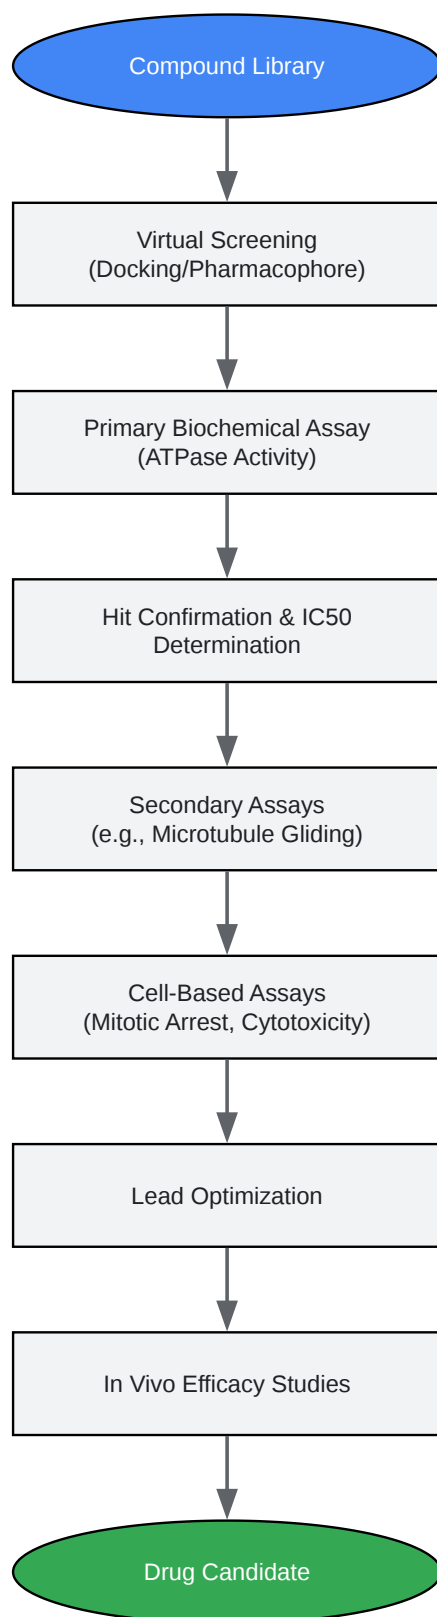 Compound Library
Virtual Screening
(Docking/Pharmacophore)
Primary Biochemical Assay
(ATPase Activity)
Hit Confirmation & IC50
Determination
Secondary Assays
(e.g., Microtubule Gliding)
Cell-Based Assays
(Mitotic Arrest, Cytotoxicity)
Lead Optimization
In Vivo Efficacy Studies
Drug Candidate